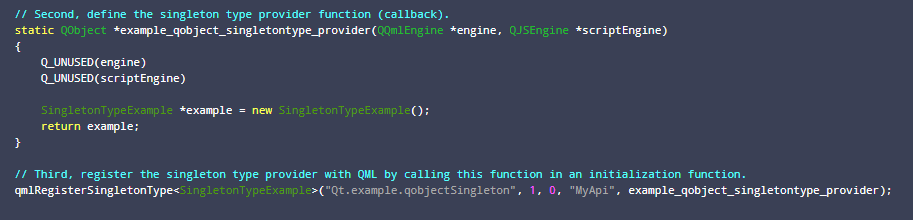 // Second, define the singleton type provider function (callback).
static QObject *example_qobject_singletontype_provider(QQmlEngine *engine, QJSEngine *scriptEngine)
{
    Q_UNUSED(engine)
    Q_UNUSED(scriptEngine)

    SingletonTypeExample *example = new SingletonTypeExample();
    return example;
}

// Third, register the singleton type provider with QML by calling this function in an initialization function.
qmlRegisterSingletonType<SingletonTypeExample>("Qt.example.qobjectSingleton", 1, 0, "MyApi", example_qobject_singletontype_provider);